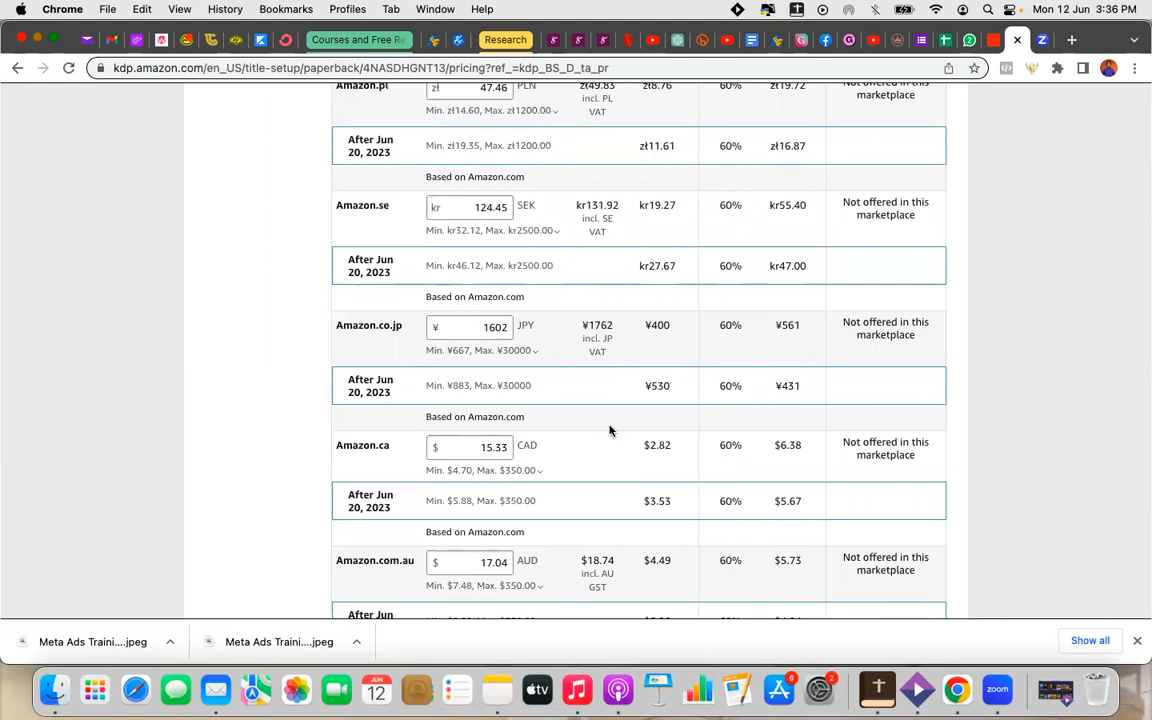 Chrome File Edit View History Bookmarks Profiles Tab Window Help Mon 12 Jun 3:36 PM
Courses and Free Re Research
kdp.amazon.com/en_US/title-setup/paperback/4NASDHGNT13/pricing?ref_=kdp_BS_D_ta_pr
Amazon.pl zł 47.46 PLN zł49.83 zł8.76 60% zł19.72 Not offered in this
incl. PL marketplace
Min. zł14.60, Max. zł1200.00 VAT
After Jun
20, 2023 Min. zł19.35, Max. zł1200.00 zł11.61 60% zł16.87
Based on Amazon.com
Amazon.se kr 124.45 SEK kr131.92 kr19.27 60% kr55.40 Not offered in this
incl. SE marketplace
Min. kr32.12, Max. kr2500.00 VAT
After Jun
20, 2023 Min. kr46.12, Max. kr2500.00 kr27.67 60% kr47.00
Based on Amazon.com
Amazon.co.jp ¥ 1602 JPY ¥1762 ¥400 60% ¥561 Not offered in this
incl. JP marketplace
Min. ¥667, Max. ¥30000 VAT
After Jun
20, 2023 Min. ¥883, Max. ¥30000 ¥530 60% ¥431
Based on Amazon.com
Amazon.ca $ 15.33 CAD $2.82 60% $6.38 Not offered in this
marketplace
Min. $4.70, Max. $350.00
After Jun
20, 2023 Min. $5.88, Max. $350.00 $3.53 60% $5.67
Based on Amazon.com
Amazon.com.au $ 17.04 AUD $18.74 $4.49 60% $5.73 Not offered in this
incl. AU marketplace
Min. $7.48, Max. $350.00 GST
After Jun
Meta Ads Traini....jpeg Meta Ads Traini....jpeg Show all
JUN
12
6
2
tv
zoom